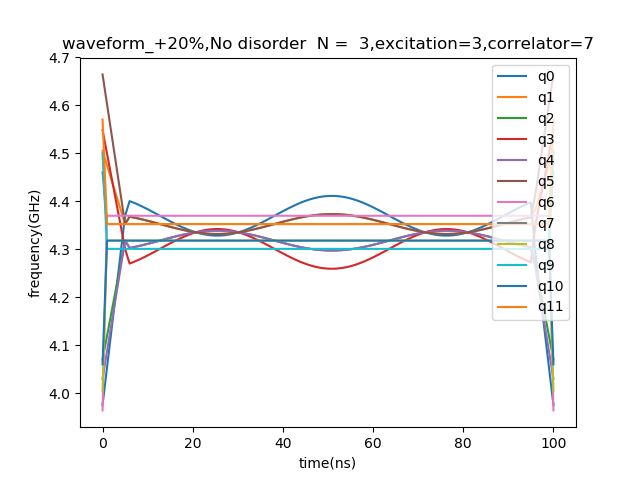 waveform_+20%,No disorder  N =  3,excitation=3,correlator=7
4.7
4.6
4.5
4.4
4.3
4.2
4.1
4.0
frequency(GHz)
0
20
40
60
80
100
time(ns)
q0
q1
q2
q3
q4
q5
q6
q7
q8
q9
q10
q11